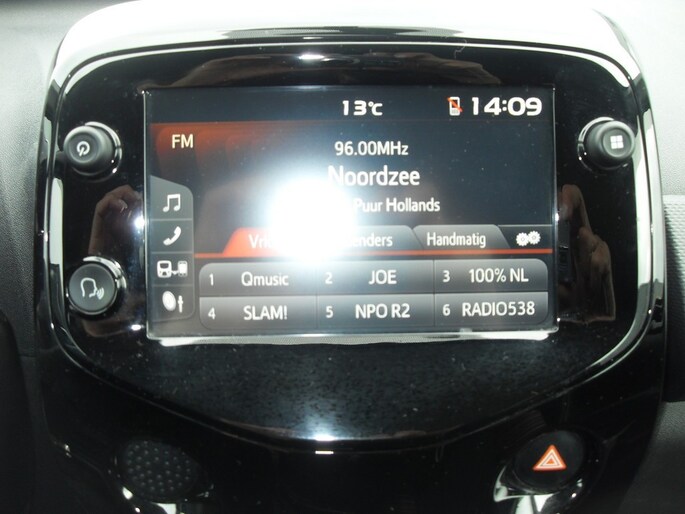 13°C 14:09
FM
96.00MHz
Noordzee
Puur Hollands
Handmatig
1 Qmusic 2 JOE 3 100% NL
4 SLAM! 5 NPO R2 6 RADIO538